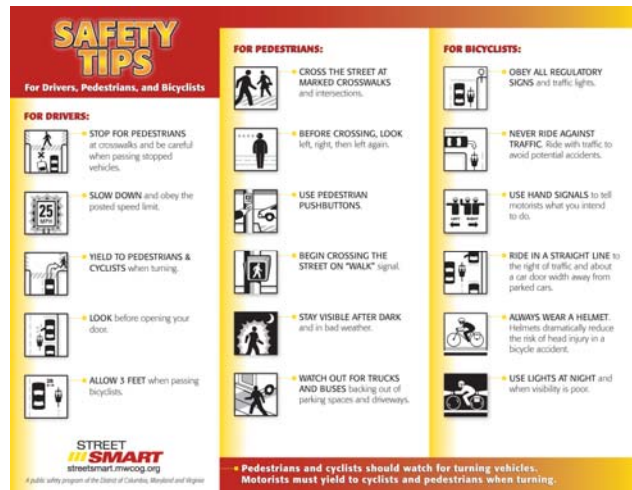 SAFETY
TIPS
For Drivers, Pedestrians, and Bicyclists
FOR DRIVERS:
STOP FOR PEDESTRIANS
at crosswalks and be careful
when passing stopped
vehicles.
25
MPH
SLOW DOWN and obey the
posted speed limit.
YIELD TO PEDESTRIANS &
CYCLISTS when turning.
LOOK before opening your
door.
ALLOW 3 FEET when passing
bicyclists.
STREET
SMART
streetsmart.mwcog.org
A public safety program of the District of Columbia, Maryland and Virginia
FOR PEDESTRIANS:
CROSS THE STREET AT
MARKED CROSSWALKS
and intersections.
BEFORE CROSSING, LOOK
left, right, then left again.
USE PEDESTRIAN
PUSHBUTTONS.
BEGIN CROSSING THE
STREET ON "WALK" signal.
STAY VISIBLE AFTER DARK
and in bad weather.
WATCH OUT FOR TRUCKS
AND BUSES backing out of
parking spaces and driveways.
FOR BICYCLISTS:
OBEY ALL REGULATORY
SIGNS and traffic lights.
NEVER RIDE AGAINST
TRAFFIC. Ride with traffic to
avoid potential accidents.
LEFT RIGHT
USE HAND SIGNALS to tell
motorists what you intend
to do.
RIDE IN A STRAIGHT LINE to
the right of traffic and about
a car door width away from
parked cars.
ALWAYS WEAR A HELMET.
Helmets dramatically reduce
the risk of head injury in a
bicycle accident.
USE LIGHTS AT NIGHT and
when visibility is poor.
Pedestrians and cyclists should watch for turning vehicles.
Motorists must yield to cyclists and pedestrians when turning.